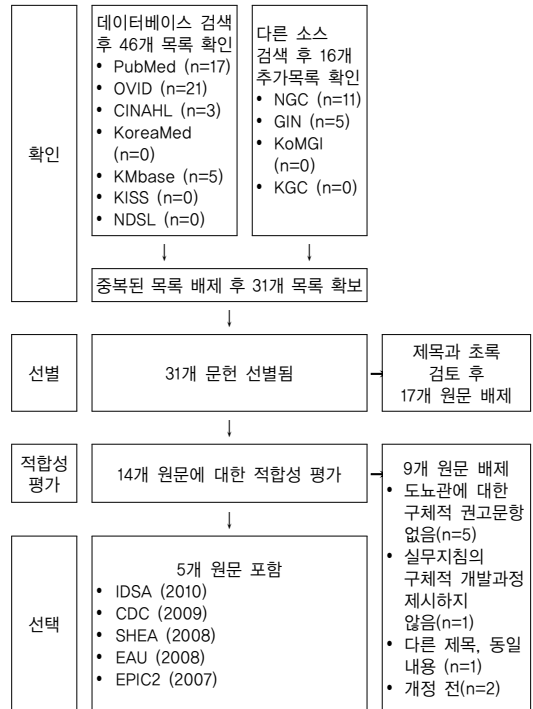 확인
데이터베이스 검색
후 46개 목록 확인
• PubMed (n=17)
• OVID (n=21)
• CINAHL (n=3)
• KoreaMed
(n=0)
• KMbase (n=5)
• KISS (n=0)
• NDSL (n=0)
다른 소스
검색 후 16개
추가목록 확인
• NGC (n=11)
• GIN (n=5)
• KoMGI
(n=0)
• KGC (n=0)
↓ ↓
중복된 목록 배제 후 31개 목록 확보
↓
선별
31개 문헌 선별됨
→
제목과 초록
검토 후
17개 원문 배제
↓
적합성
평가
14개 원문에 대한 적합성 평가
→
9개 원문 배제
• 도뇨관에 대한
구체적 권고문항
없음(n=5)
• 실무지침의
구체적 개발과정
제시하지
않음(n=1)
• 다른 제목, 동일
내용 (n=1)
• 개정 전(n=2)
↓
선택
5개 원문 포함
• IDSA (2010)
• CDC (2009)
• SHEA (2008)
• EAU (2008)
• EPIC2 (2007)